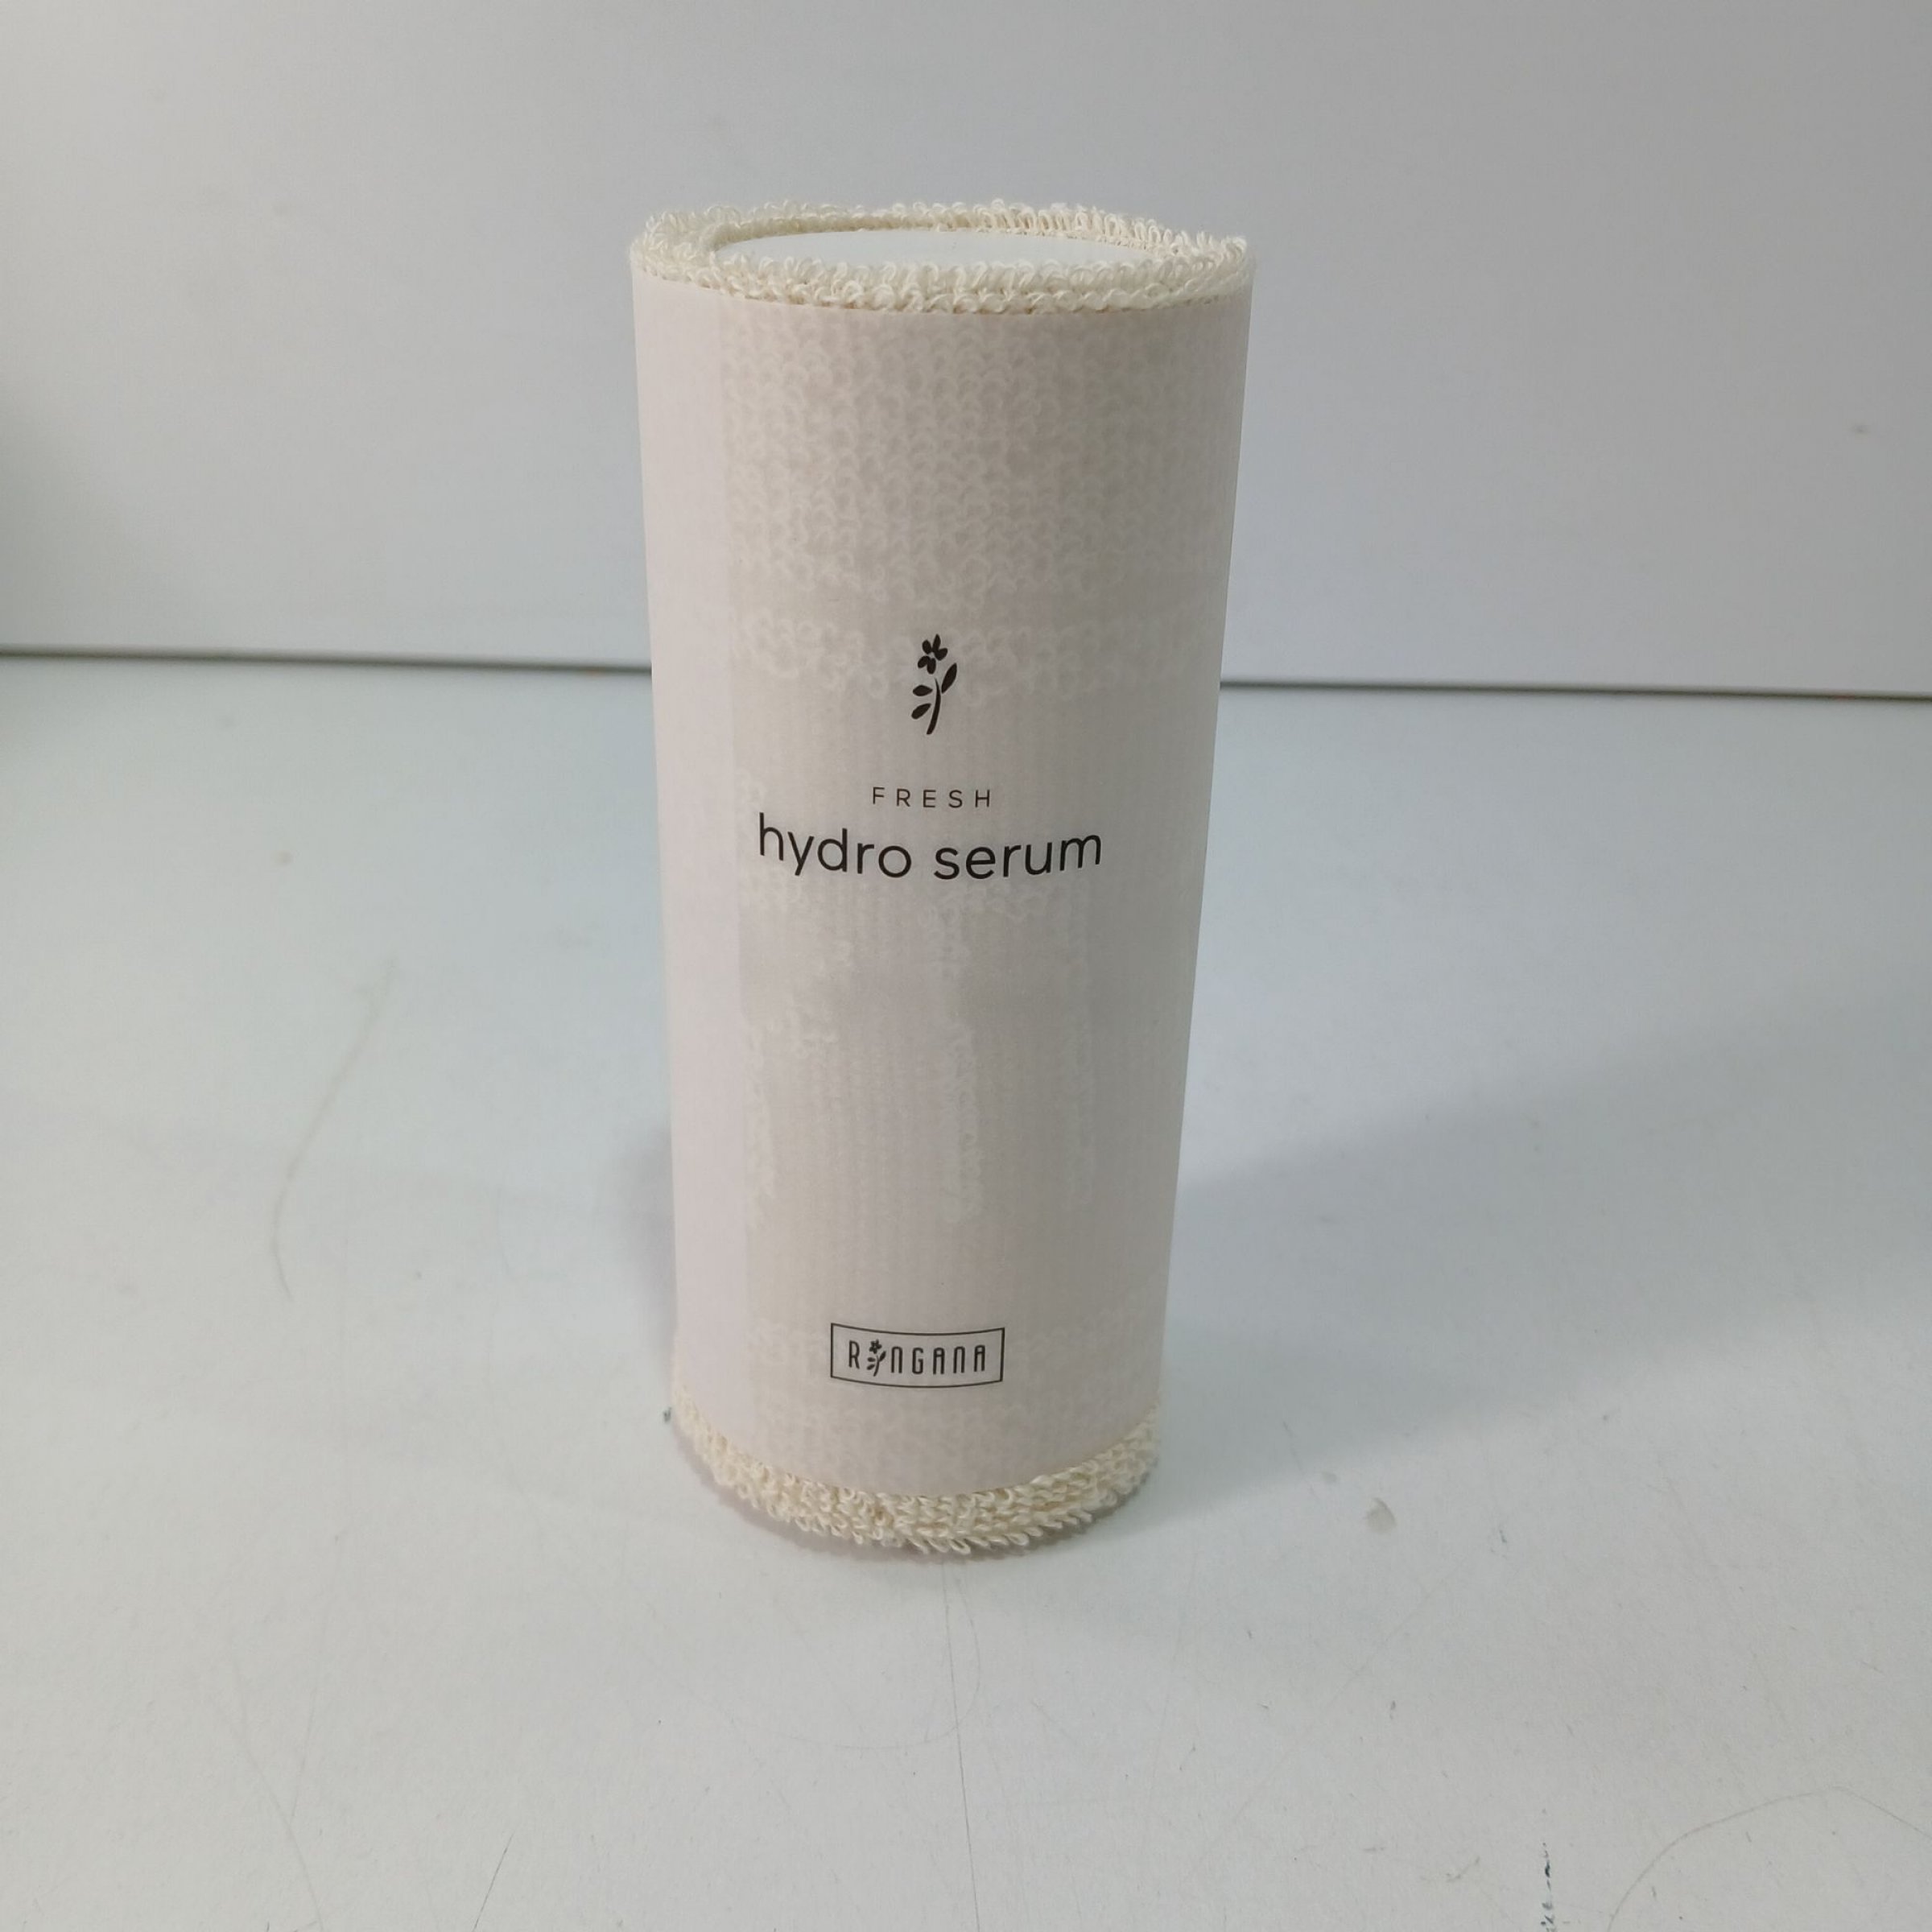 FRESH
hydro serum
RINGANA